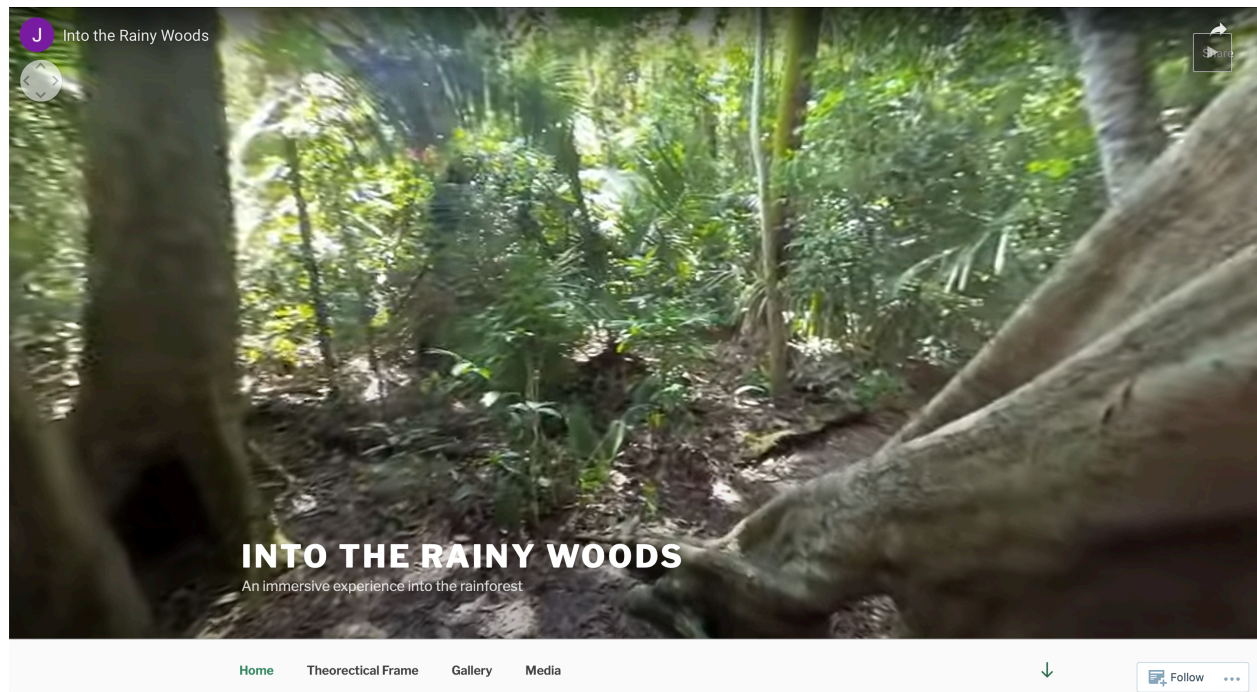 J
Into the Rainy Woods
Share
INTO THE RAINY WOODS
An immersive experience into the rainforest
Home
Theorectical Frame
Gallery
Media
Follow